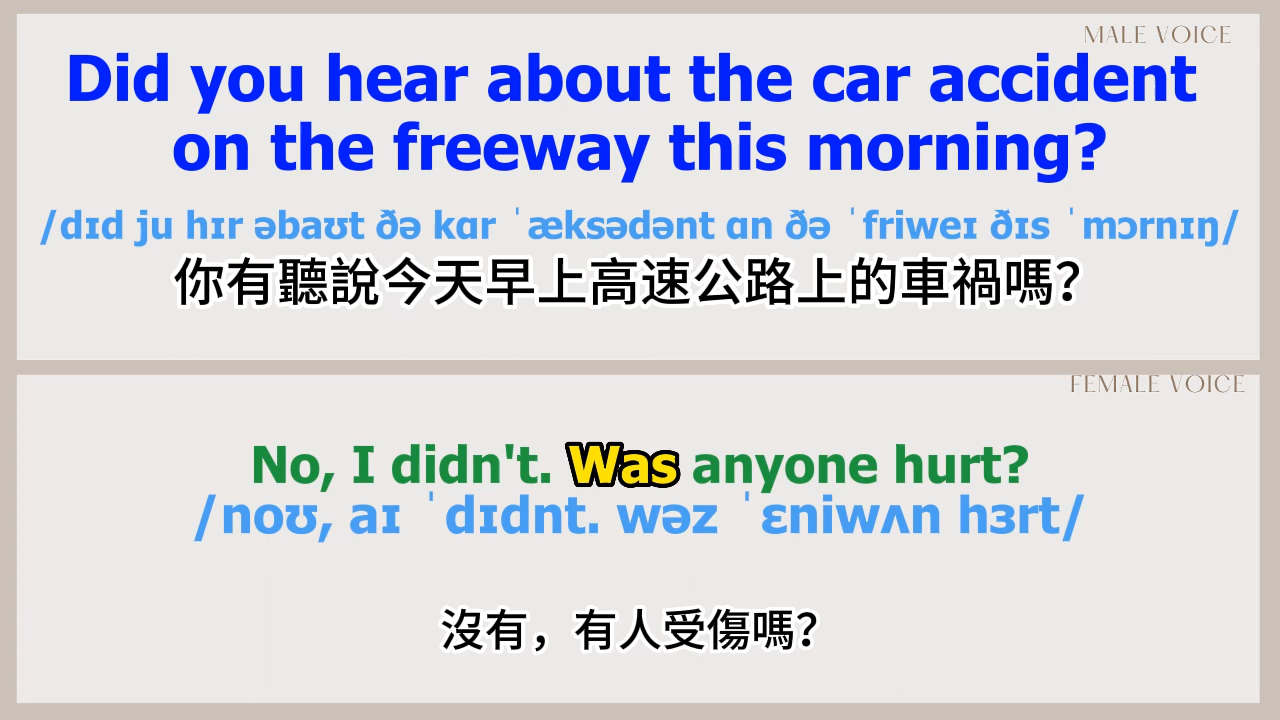 MALE VOICE
Did you hear about the car accident
on the freeway this morning?
/dɪd ju hɪr əbaʊt ðə kɑr ˈæksədənt ɑn ðə ˈfriweɪ ðɪs ˈmɔrnɪŋ/
你有聽說今天早上高速公路上的車禍嗎？
FEMALE VOICE
No, I didn't. Was anyone hurt?
/noʊ, aɪ ˈdɪdnt. wəz ˈɛniwʌn hɜrt/
沒有，有人受傷嗎？